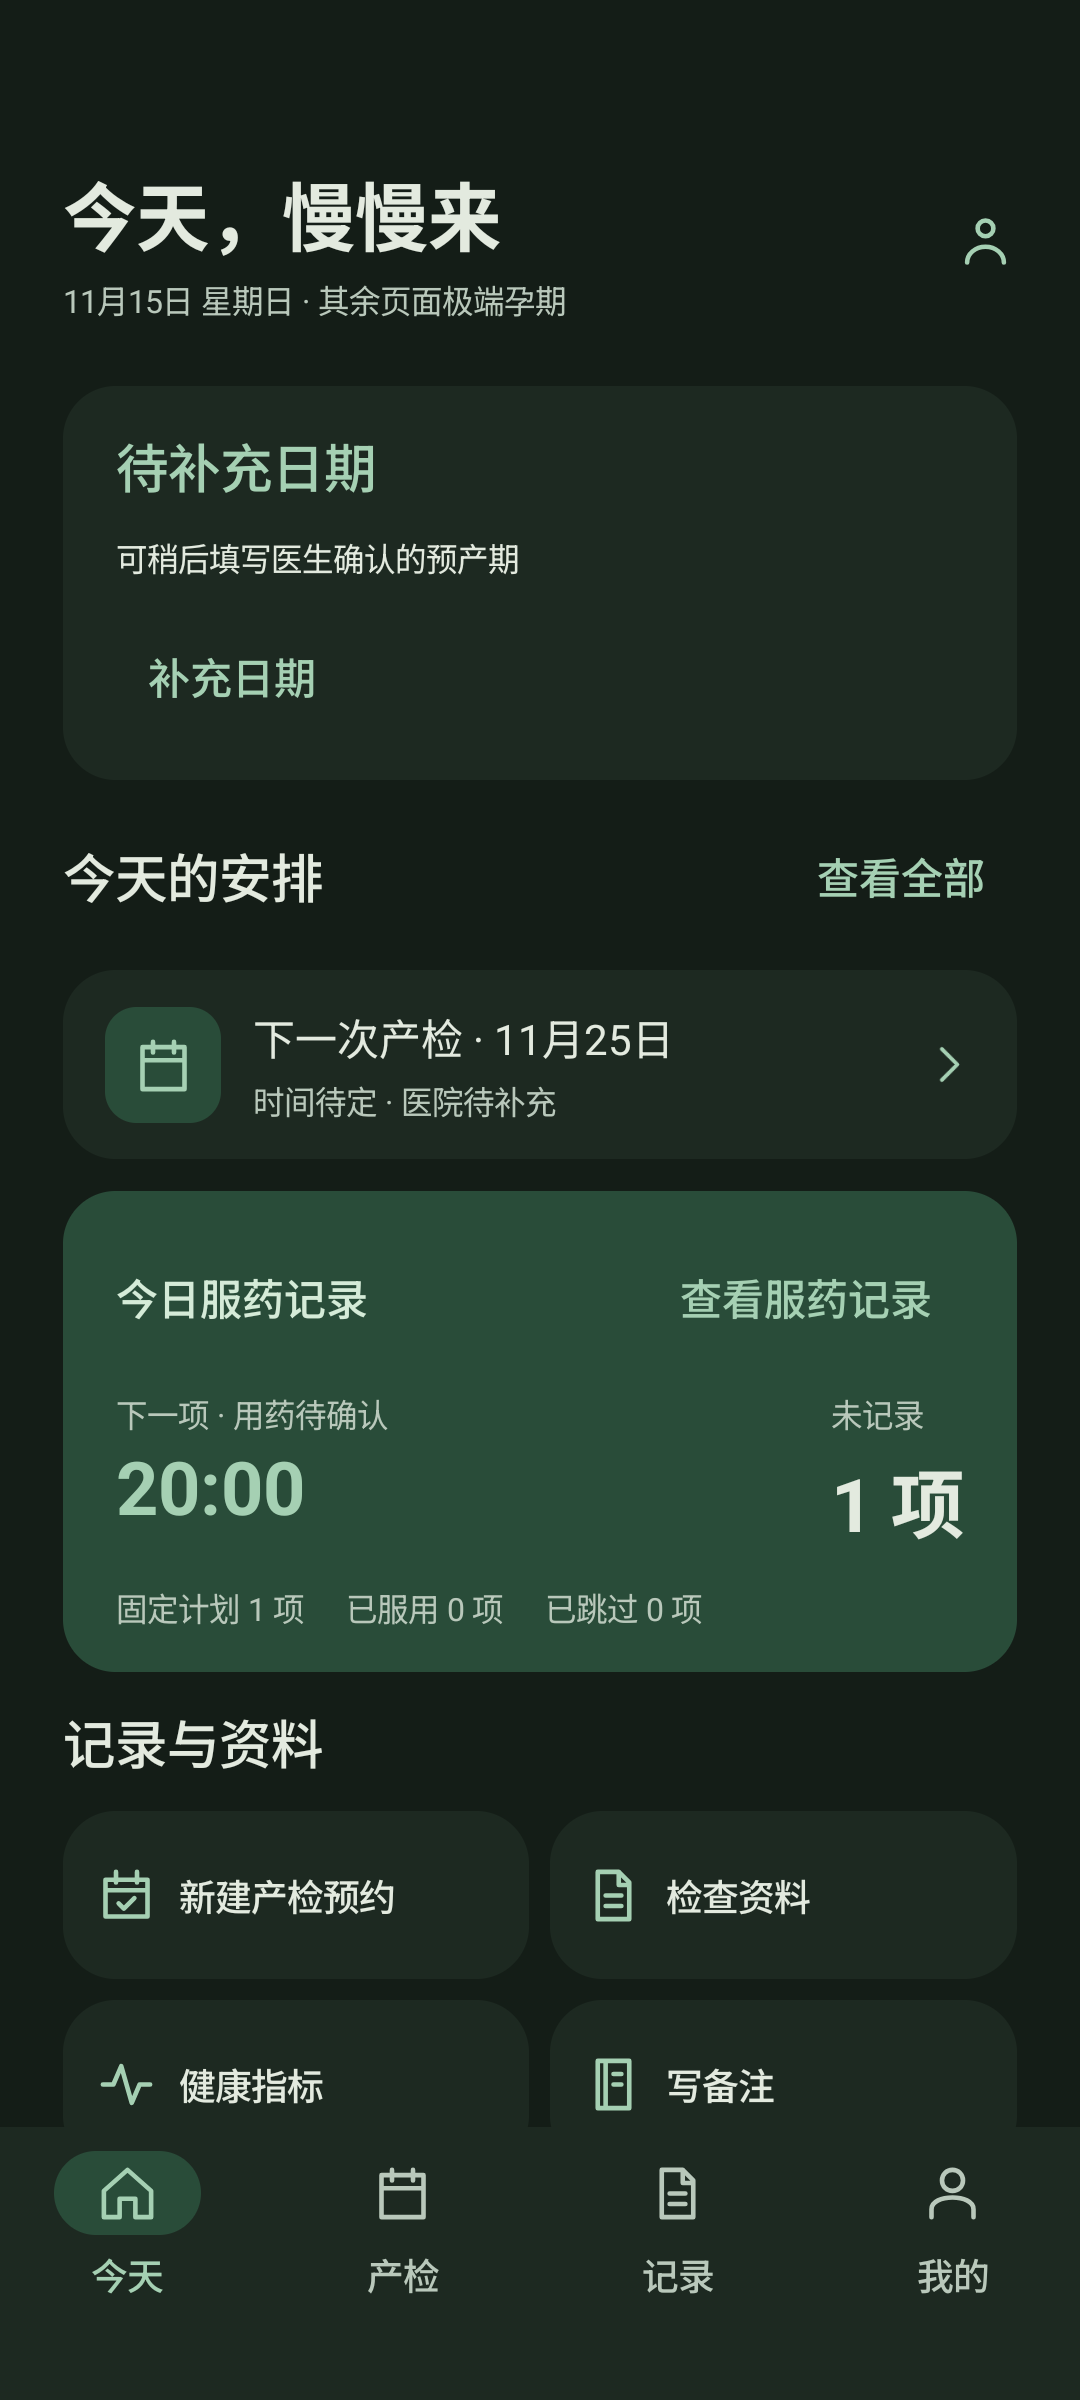 今天，慢慢来
11月15日 星期日 · 其余页面极端孕期
待补充日期
可稍后填写医生确认的预产期
补充日期
今天的安排
查看全部
下一次产检 · 11月25日
时间待定 · 医院待补充
今日服药记录
查看服药记录
下一项 · 用药待确认
未记录
20:00
1 项
固定计划 1 项 已服用 0 项 已跳过 0 项
记录与资料
新建产检预约
检查资料
健康指标
写备注
今天
产检
记录
我的